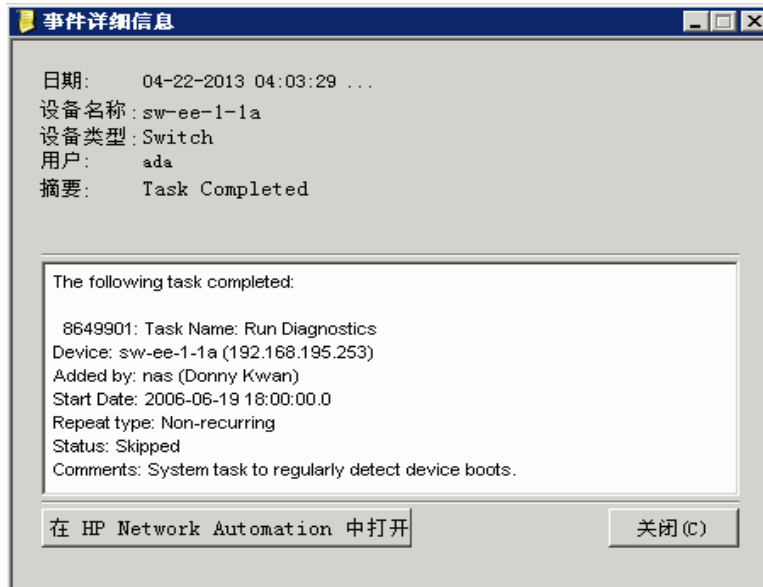 事件详细信息
日期: 04-22-2013 04:03:29 ...
设备名称: sw-ee-1-1a
设备类型: Switch
用户: ada
摘要: Task Completed
The following task completed:
8649901: Task Name: Run Diagnostics
Device: sw-ee-1-1a (192.168.195.253)
Added by: nas (Donny Kwan)
Start Date: 2006-06-19 18:00:00.0
Repeat type: Non-recurring
Status: Skipped
Comments: System task to regularly detect device boots.
在 HP Network Automation 中打开
关闭(C)